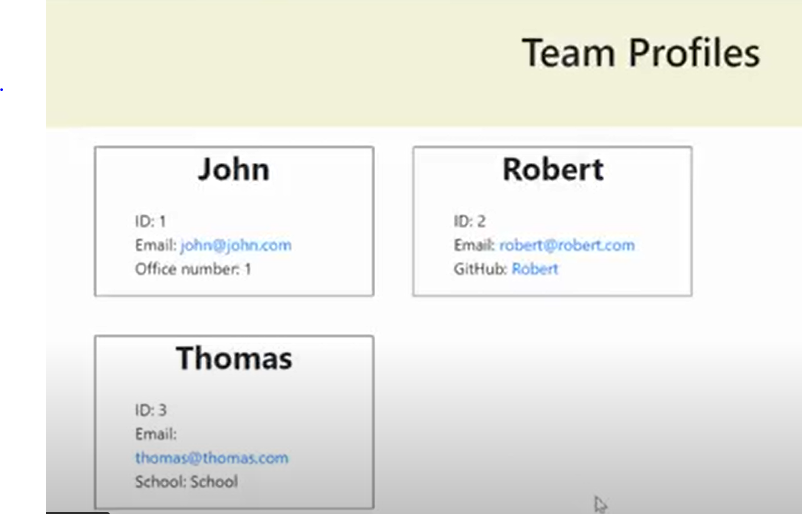 Team Profiles
John
ID: 1
Email: john@john.com
Office number: 1
Robert
ID: 2
Email: robert@robert.com
GitHub: Robert
Thomas
ID: 3
Email:
thomas@thomas.com
School: School